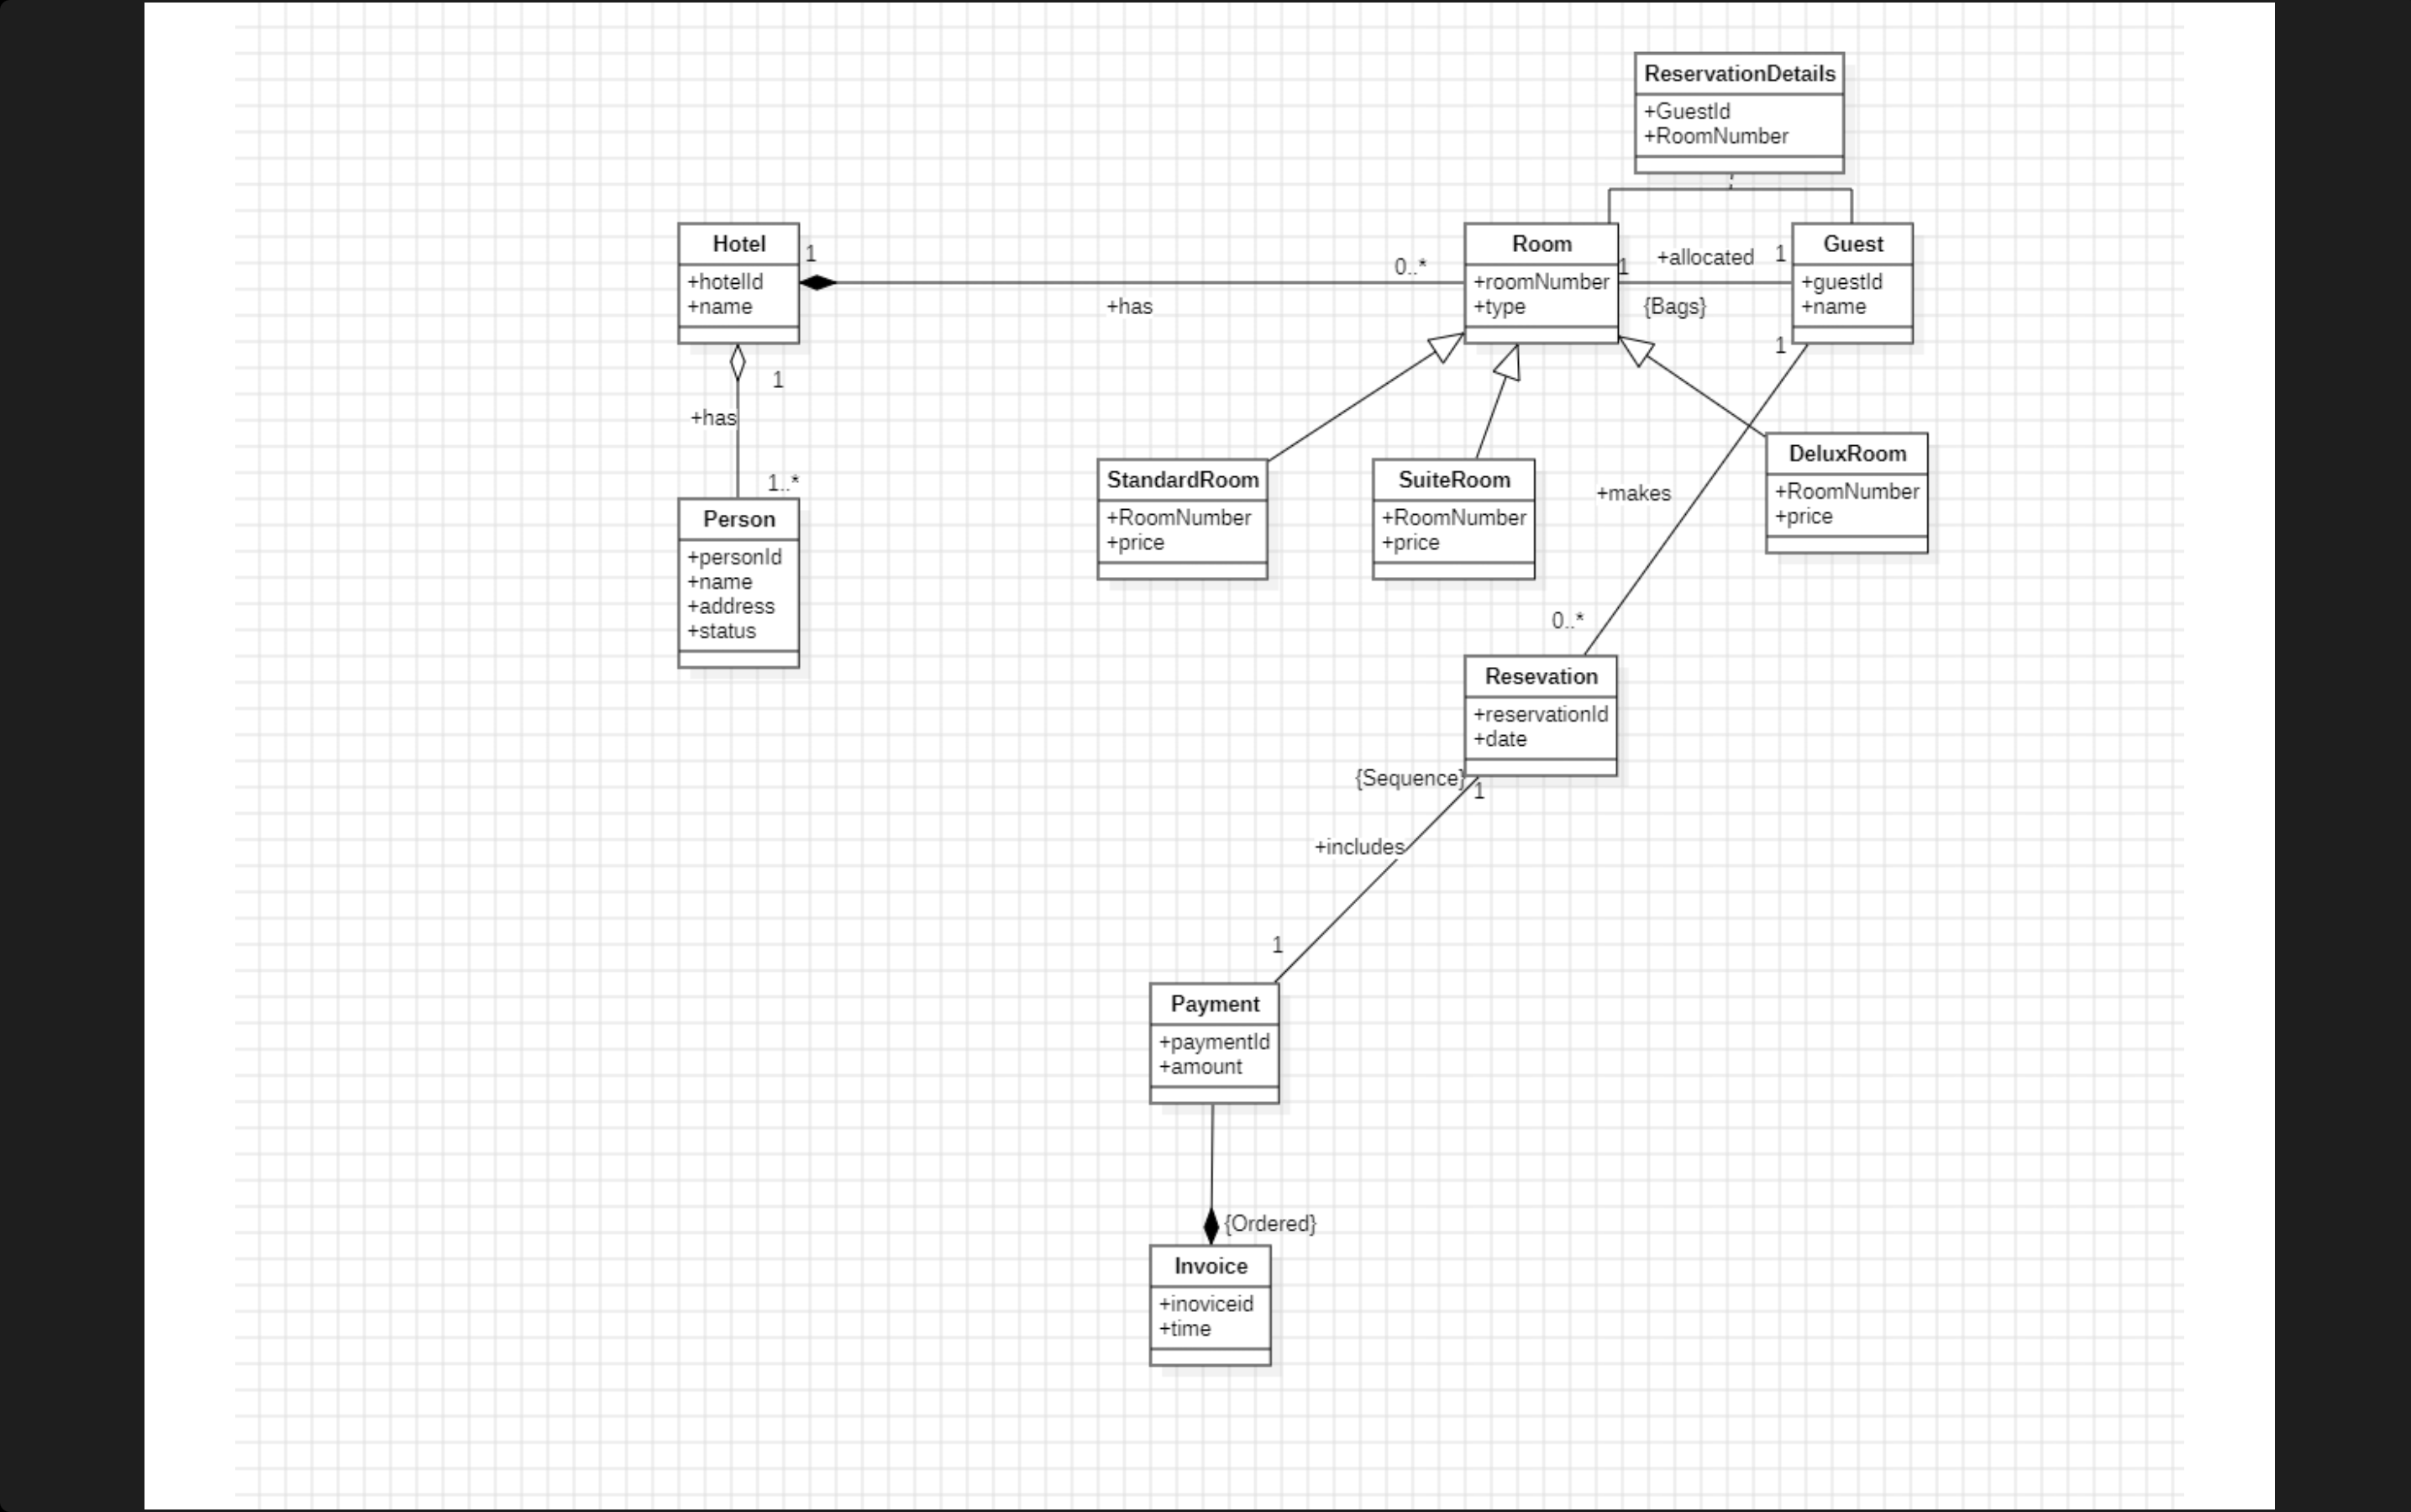 ReservationDetails
+GuestId
+RoomNumber
Hotel
+hotelId
+name
1
+has
0..*
Room
+roomNumber
+type
1
+allocated
1
{Bags}
Guest
+guestId
+name
1
1
+has
1..*
Person
+personId
+name
+address
+status
StandardRoom
+RoomNumber
+price
SuiteRoom
+RoomNumber
+price
+makes
DeluxRoom
+RoomNumber
+price
0..*
Resevation
+reservationId
+date
{Sequence}
1
+includes
1
Payment
+paymentId
+amount
{Ordered}
Invoice
+inoviceid
+time